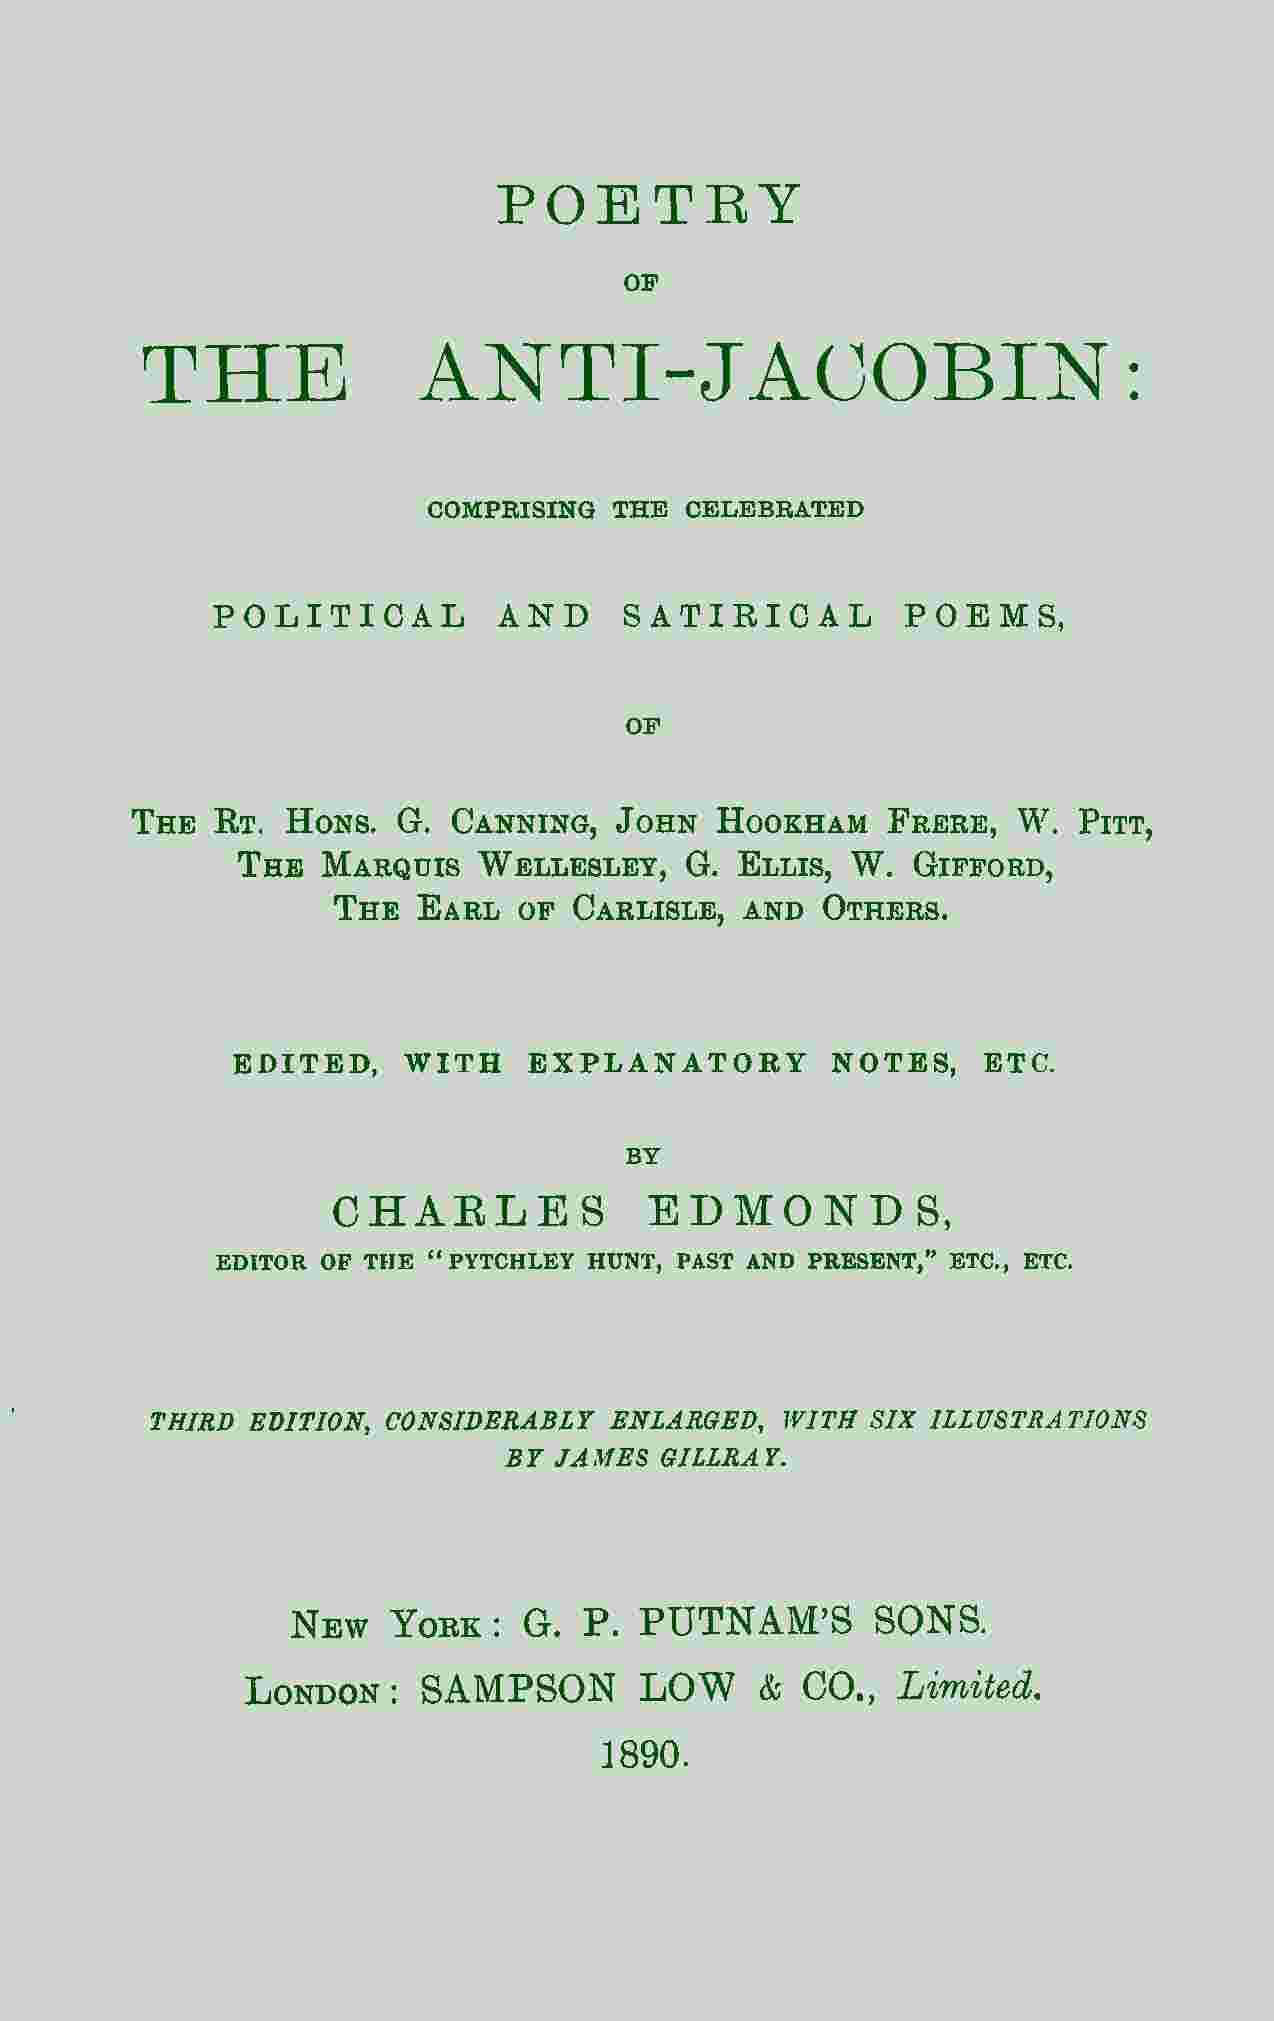 POETRY
OF
THE ANTI-JACOBIN:
COMPRISING THE CELEBRATED
POLITICAL AND SATIRICAL POEMS,
OF
THE RT. HONS. G. CANNING, JOHN HOOKHAM FRERE, W. PITT,
THE MARQUIS WELLESLEY, G. ELLIS, W. GIFFORD,
THE EARL OF CARLISLE, AND OTHERS.
EDITED, WITH EXPLANATORY NOTES, ETC.
BY
CHARLES EDMONDS,
EDITOR OF THE “PYTCHLEY HUNT, PAST AND PRESENT,” ETC., ETC.
THIRD EDITION, CONSIDERABLY ENLARGED, WITH SIX ILLUSTRATIONS
BY JAMES GILLRAY.
NEW YORK: G. P. PUTNAM’S SONS.
LONDON: SAMPSON LOW & CO., Limited.
1890.